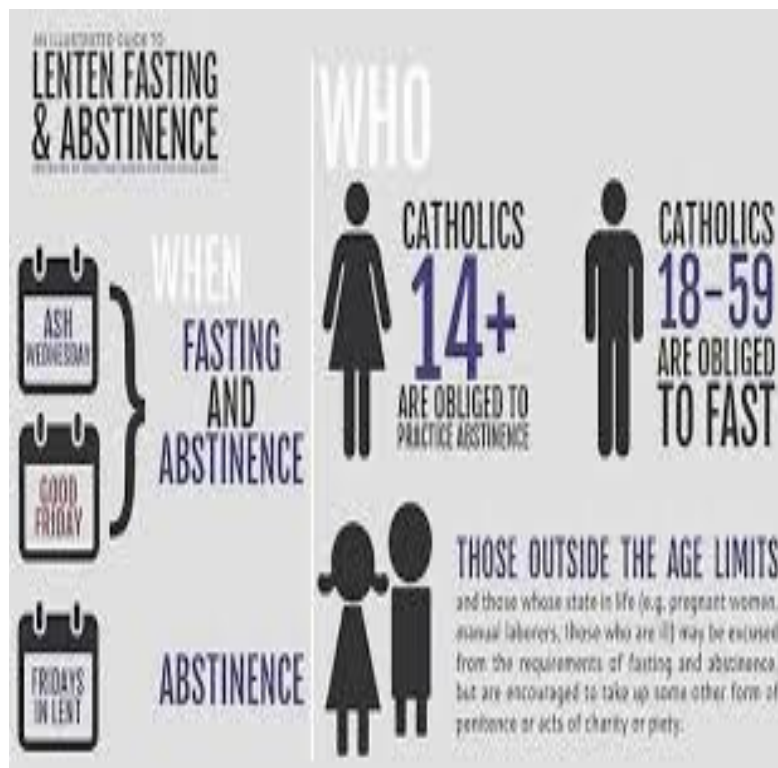 AN ILLUSTRATED GUIDE TO
LENTEN FASTING
& ABSTINENCE
WHEN
ASH
WEDNESDAY
GOOD
FRIDAY
FASTING
AND
ABSTINENCE
FRIDAYS
IN LENT
ABSTINENCE
WHO
CATHOLICS
14+
ARE OBLIGED TO
PRACTICE ABSTINENCE
CATHOLICS
18-59
ARE OBLIGED
TO FAST
THOSE OUTSIDE THE AGE LIMITS
and those whose state in life (e.g. pregnant women,
manual laborers, those who are ill) may be excused
from the requirements of fasting and abstinence,
but are encouraged to take up some other form of
penitence or acts of charity or piety.